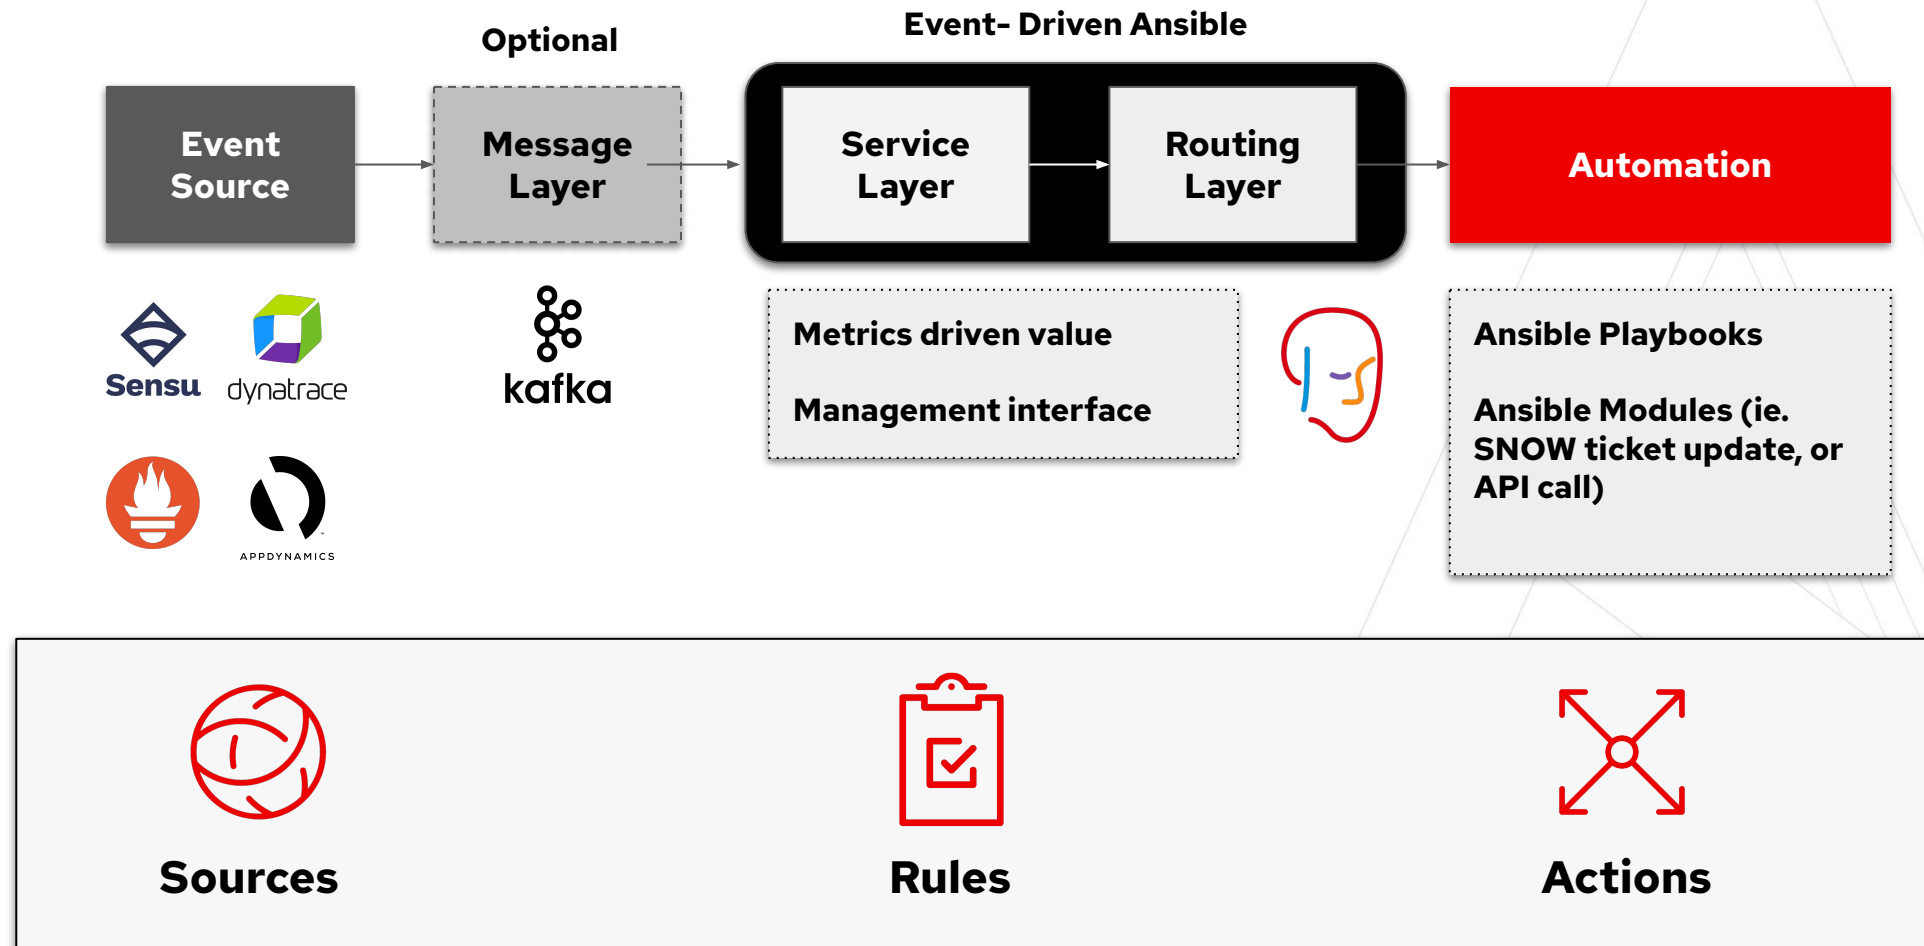 Optional
Event- Driven Ansible
Event
Source
Message
Layer
Service
Layer
Routing
Layer
Automation
Sensu
dynatrace
kafka
APPDYNAMICS
Metrics driven value
Management interface
Ansible Playbooks
Ansible Modules (ie.
SNOW ticket update, or
API call)
Sources
Rules
Actions